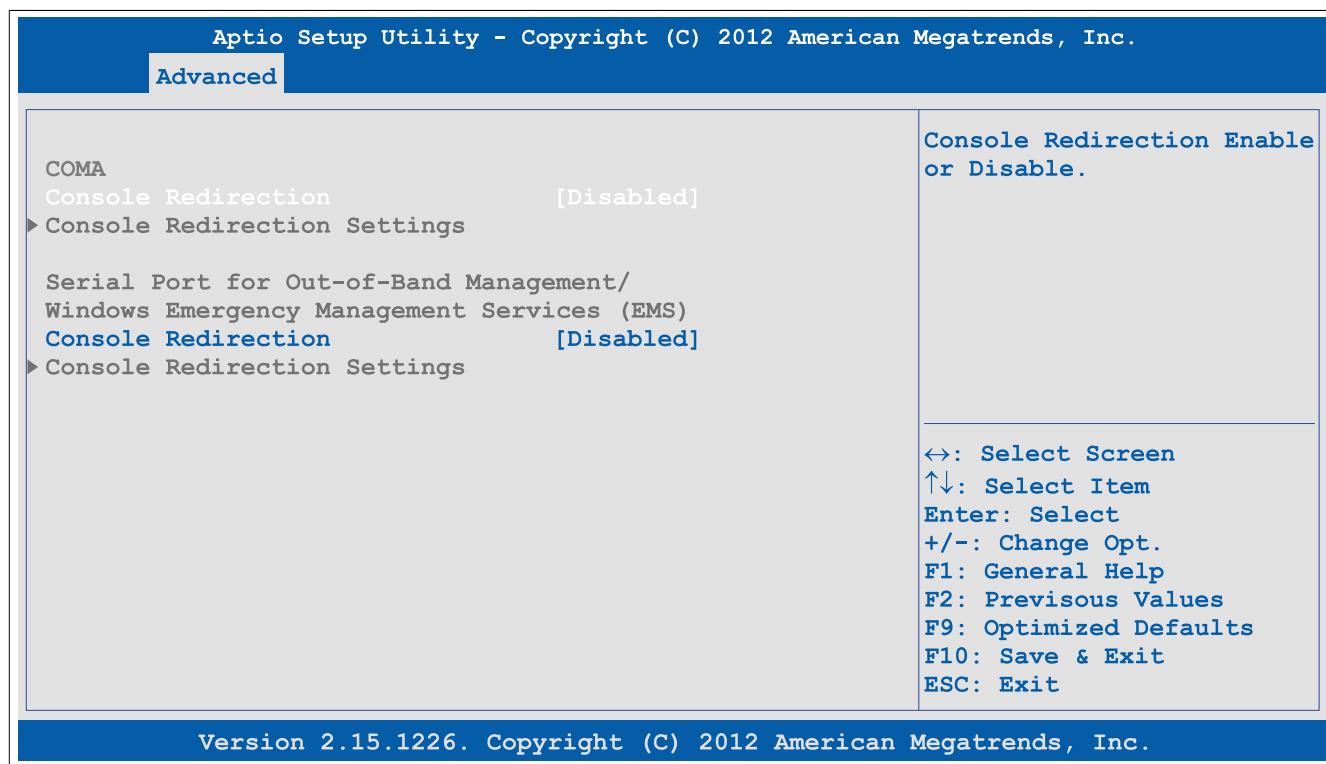 Aptio Setup Utility - Copyright (C) 2012 American Megatrends, Inc.
Advanced
COMA
Console Redirection [Disabled]
▶ Console Redirection Settings
Serial Port for Out-of-Band Management/
Windows Emergency Management Services (EMS)
Console Redirection [Disabled]
▶ Console Redirection Settings
Console Redirection Enable
or Disable.
↔: Select Screen
↑↓: Select Item
Enter: Select
+/-: Change Opt.
F1: General Help
F2: Previsous Values
F9: Optimized Defaults
F10: Save & Exit
ESC: Exit
Version 2.15.1226. Copyright (C) 2012 American Megatrends, Inc.